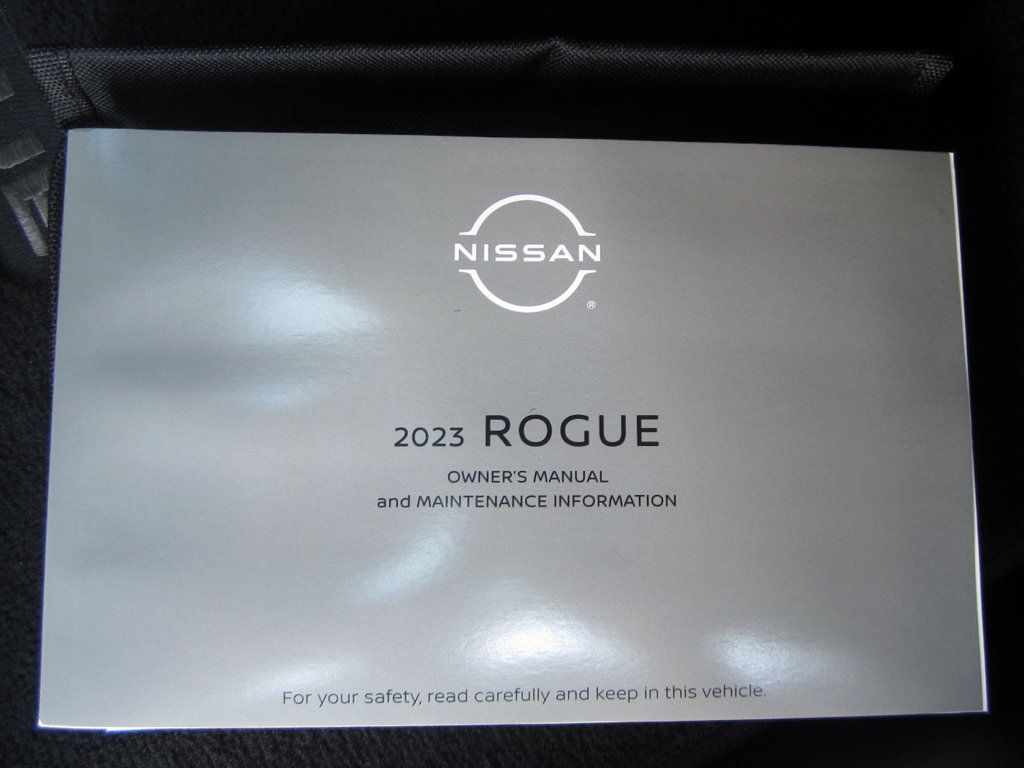 NISSAN
®
2023 ROGUE
OWNER'S MANUAL
and MAINTENANCE INFORMATION
For your safety, read carefully and keep in this vehicle.